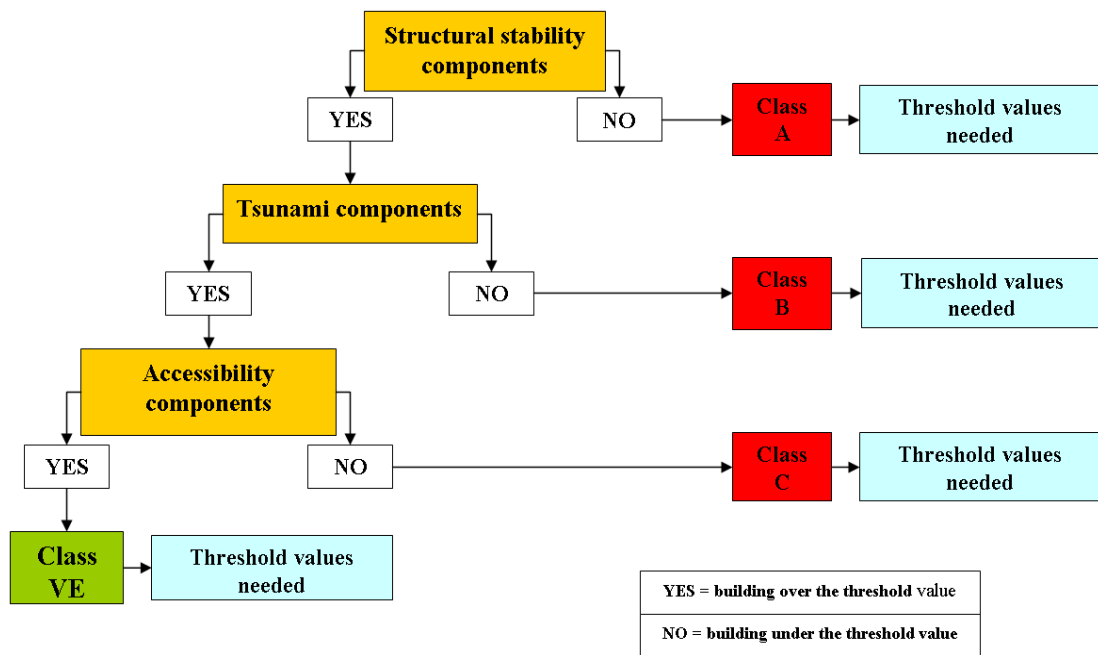 Structural stability
components
YES
NO
Class
A
Threshold values
needed
Tsunami components
YES
NO
Class
B
Threshold values
needed
Accessibility
components
YES
NO
Class
C
Threshold values
needed
Class
VE
Threshold values
needed
YES = building over the threshold value
NO = building under the threshold value